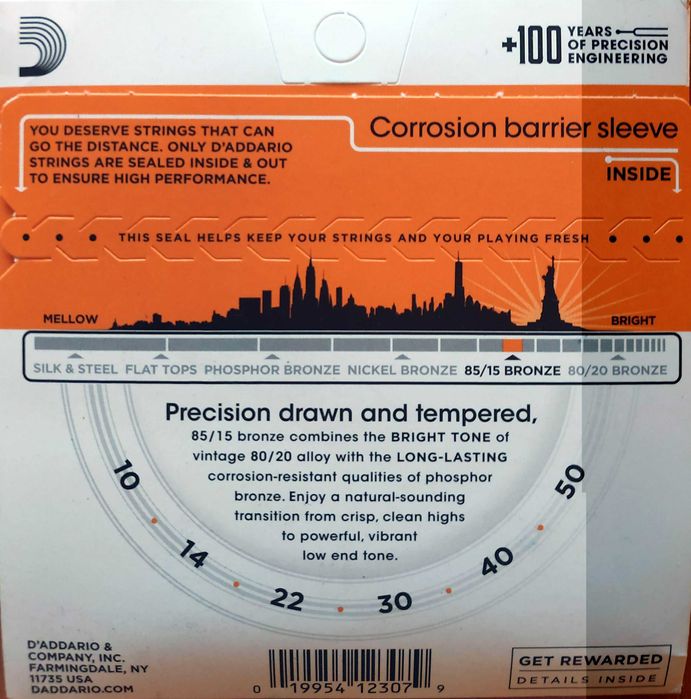 +100 YEARS
OF PRECISION
ENGINEERING
YOU DESERVE STRINGS THAT CAN
GO THE DISTANCE. ONLY D'ADDARIO
STRINGS ARE SEALED INSIDE & OUT
TO ENSURE HIGH PERFORMANCE.
Corrosion barrier sleeve
INSIDE
THIS SEAL HELPS KEEP YOUR STRINGS AND YOUR PLAYING FRESH
MELLOW BRIGHT
SILK & STEEL FLAT TOPS PHOSPHOR BRONZE NICKEL BRONZE 85/15 BRONZE 80/20 BRONZE
Precision drawn and tempered,
85/15 bronze combines the BRIGHT TONE of
vintage 80/20 alloy with the LONG-LASTING
corrosion-resistant qualities of phosphor
bronze. Enjoy a natural-sounding
transition from crisp, clean highs
to powerful, vibrant
low end tone.
10 14 22 30 40 50
D'ADDARIO &
COMPANY, INC.
FARMINGDALE, NY
11735 USA
DADDARIO.COM
0 19954 12307 9
GET REWARDED
DETAILS INSIDE